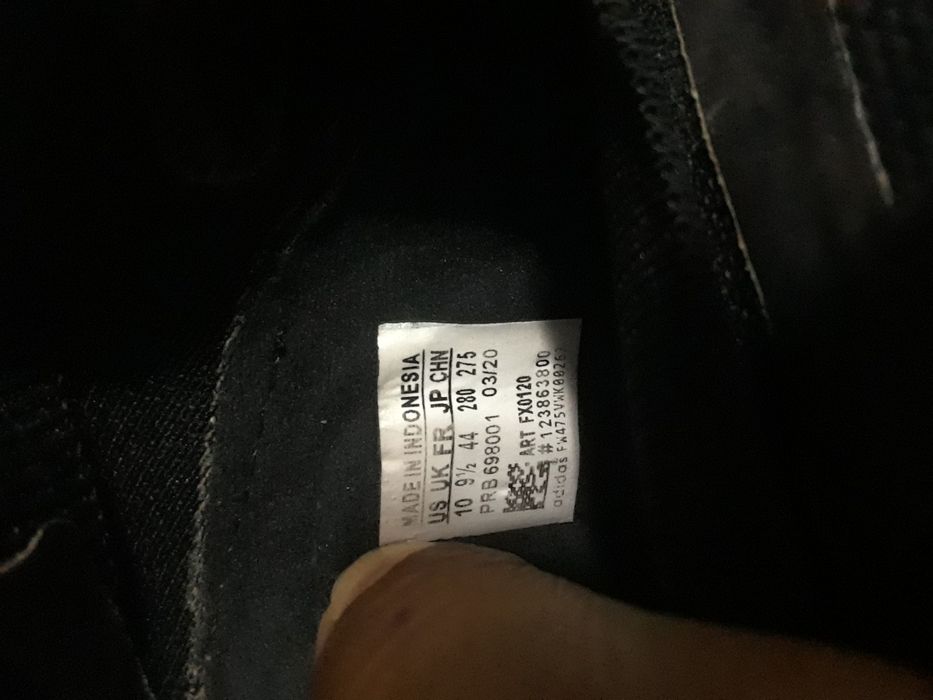 MADE IN INDONESIA
US UK FR JP CHN
10 9½ 44 280 275
PRB 698001 03/20
ART FX0120
#123863800
adidas